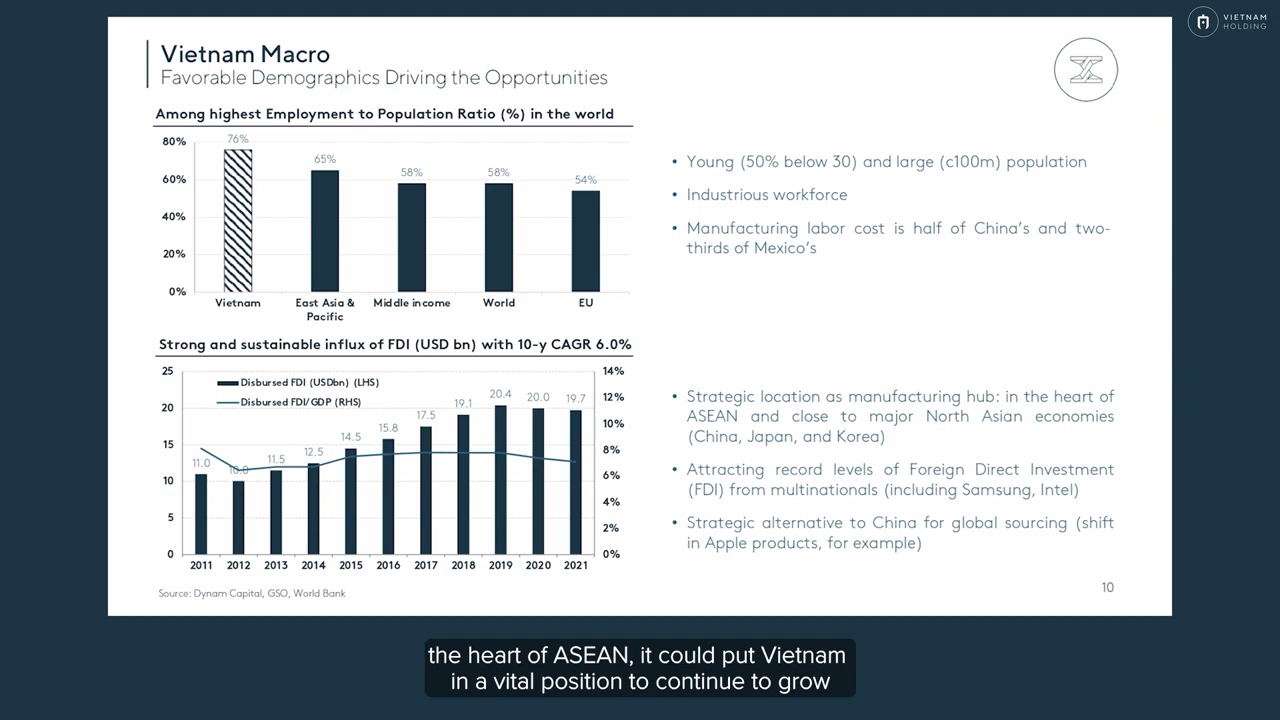 VIETNAM
HOLDING
Vietnam Macro
Favorable Demographics Driving the Opportunities
Among highest Employment to Population Ratio (%) in the world
80%
60%
40%
20%
0%
76%
65%
58%
58%
54%
Vietnam
East Asia &
Pacific
Middle income
World
EU
• Young (50% below 30) and large (c100m) population
• Industrious workforce
• Manufacturing labor cost is half of China's and two-
thirds of Mexico's
Strong and sustainable influx of FDI (USD bn) with 10-y CAGR 6.0%
25
20
15
10
5
0
Disbursed FDI (USDbn) (LHS)
Disbursed FDI/GDP (RHS)
11.0
10.0
11.5
12.5
14.5
15.8
17.5
19.1
20.4
20.0
19.7
14%
12%
10%
8%
6%
4%
2%
0%
2011 2012 2013 2014 2015 2016 2017 2018 2019 2020 2021
• Strategic location as manufacturing hub: in the heart of
ASEAN and close to major North Asian economies
(China, Japan, and Korea)
• Attracting record levels of Foreign Direct Investment
(FDI) from multinationals (including Samsung, Intel)
• Strategic alternative to China for global sourcing (shift
in Apple products, for example)
Source: Dynam Capital, GSO, World Bank
10
the heart of ASEAN, it could put Vietnam
in a vital position to continue to grow